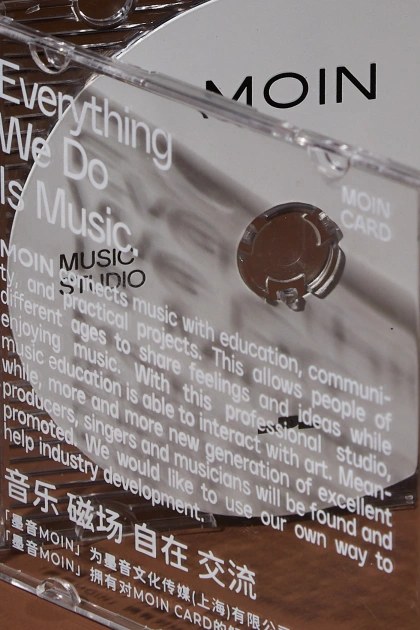 MOIN
Everything
We Do
Is Music.
MOIN
CARD
MUSIC
STUDIO
MOIN connects music with education, communi-
ty, and practical projects. This allows people of
different ages to share feelings and ideas while
enjoying music. With this professional studio,
music education is able to interact with art. Mean-
while, more and more new generation of excellent
producers, singers and musicians will be found and
promoted. We would like to use our own way to
help industry development.
音乐 磁场 自在 交流
「墨音MOIN」为墨音文化传媒(上海)有限公
「墨音MOIN」拥有对MOIN CARD的